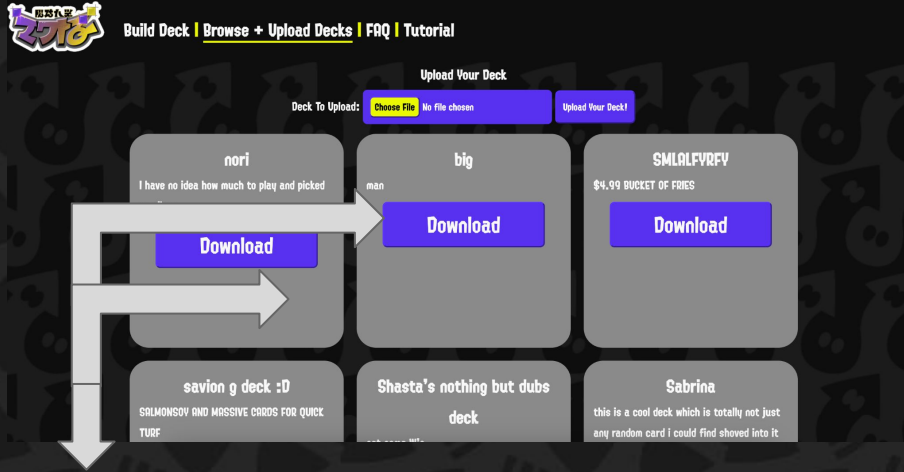 Build Deck | Browse + Upload Decks | FAQ | Tutorial
Upload Your Deck
Deck To Upload: Choose File No file chosen Upload Your Deck!
nori
I have no idea how much to play and picked
Download
big
man
Download
SMLALFYRFY
$4.99 BUCKET OF FRIES
Download
savion g deck :D
SALMONSOY AND MASSIVE CARDS FOR QUICK
TURF
Shasta's nothing but dubs
deck
Sabrina
this is a cool deck which is totally not just
any random card i could find shoved into it